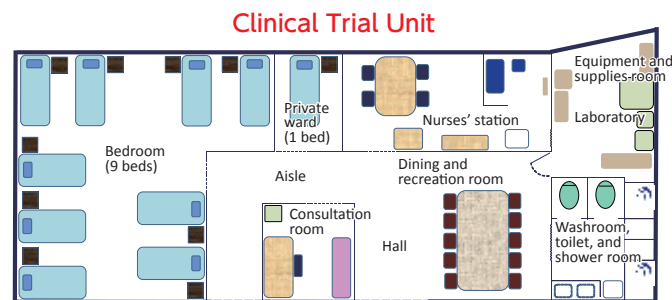 Clinical Trial Unit
Equipment and
supplies room
Private
ward
(1 bed)
Nurses’ station
Laboratory
Bedroom
(9 beds)
Aisle
Dining and
recreation room
Consultation
room
Hall
Washroom,
toilet, and
shower room